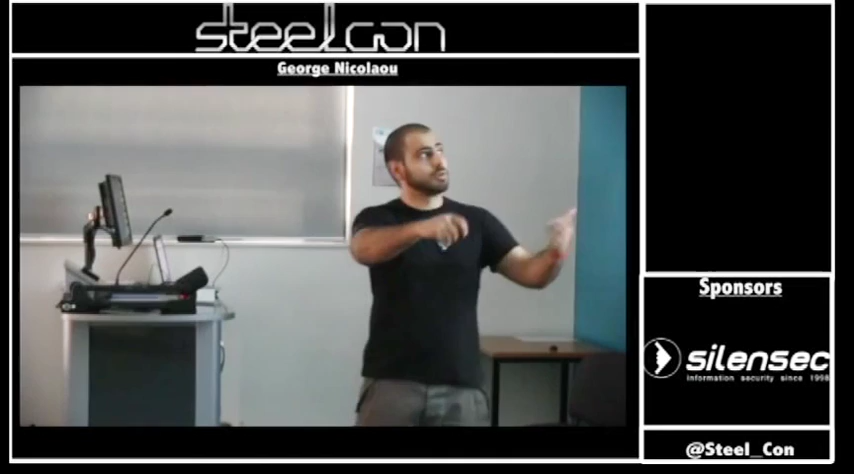 steelcon
George Nicolaou
Sponsors
silensec
information security since 1998
@Steel_Con